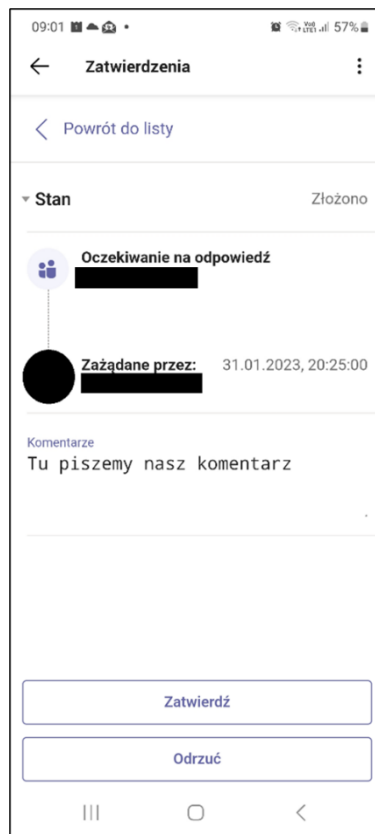 09:01 57%
Zatwierdzenia
Powrót do listy
Stan Złożono
Oczekiwanie na odpowiedź
Zażądane przez: 31.01.2023, 20:25:00
Komentarze
Tu piszemy nasz komentarz
Zatwierdź
Odrzuć